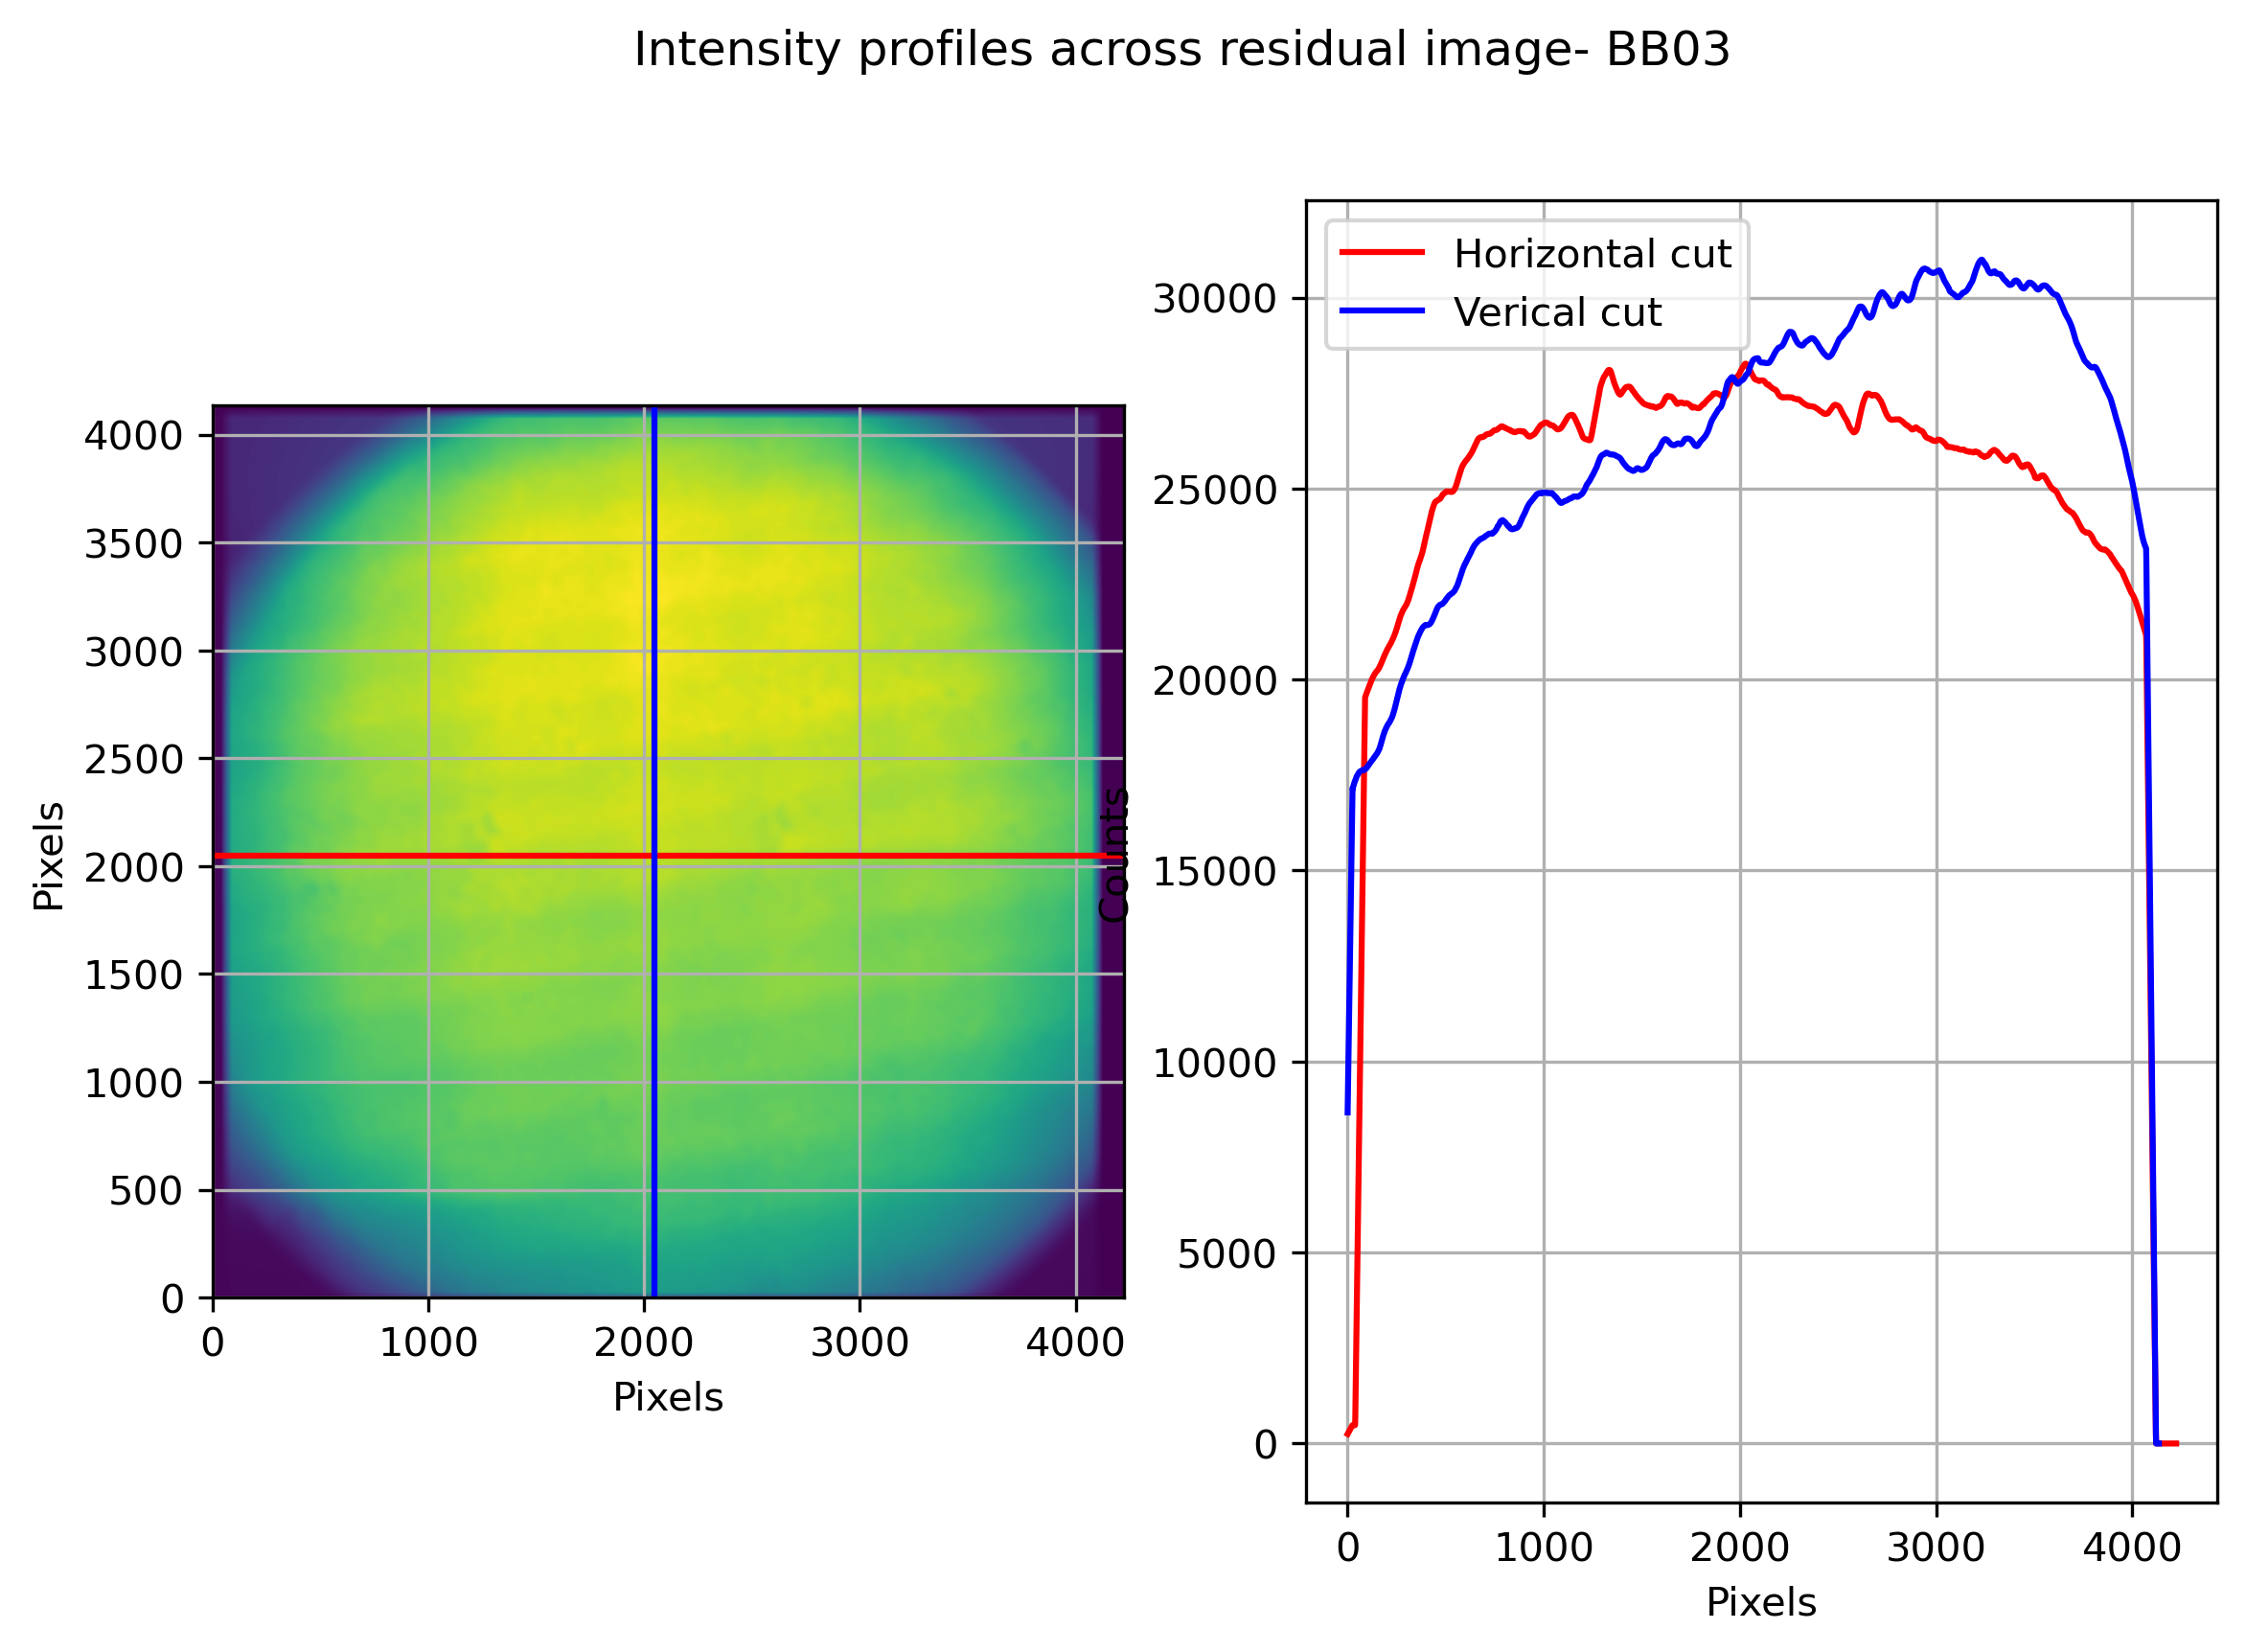 Intensity profiles across residual image- BB03
4000
3500
3000
2500
2000
1500
1000
500
0
Pixels
0 1000 2000 3000 4000
Pixels
Horizontal cut
Verical cut
30000
25000
20000
15000
10000
5000
0
Counts
0 1000 2000 3000 4000
Pixels